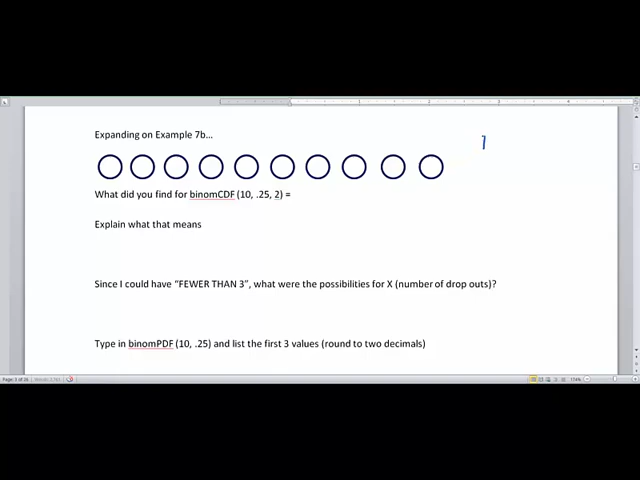 Expanding on Example 7b...
What did you find for binomCDF (10, .25, 2) =
Explain what that means
Since I could have "FEWER THAN 3", what were the possibilities for X (number of drop outs)?
Type in binomPDF (10, .25) and list the first 3 values (round to two decimals)